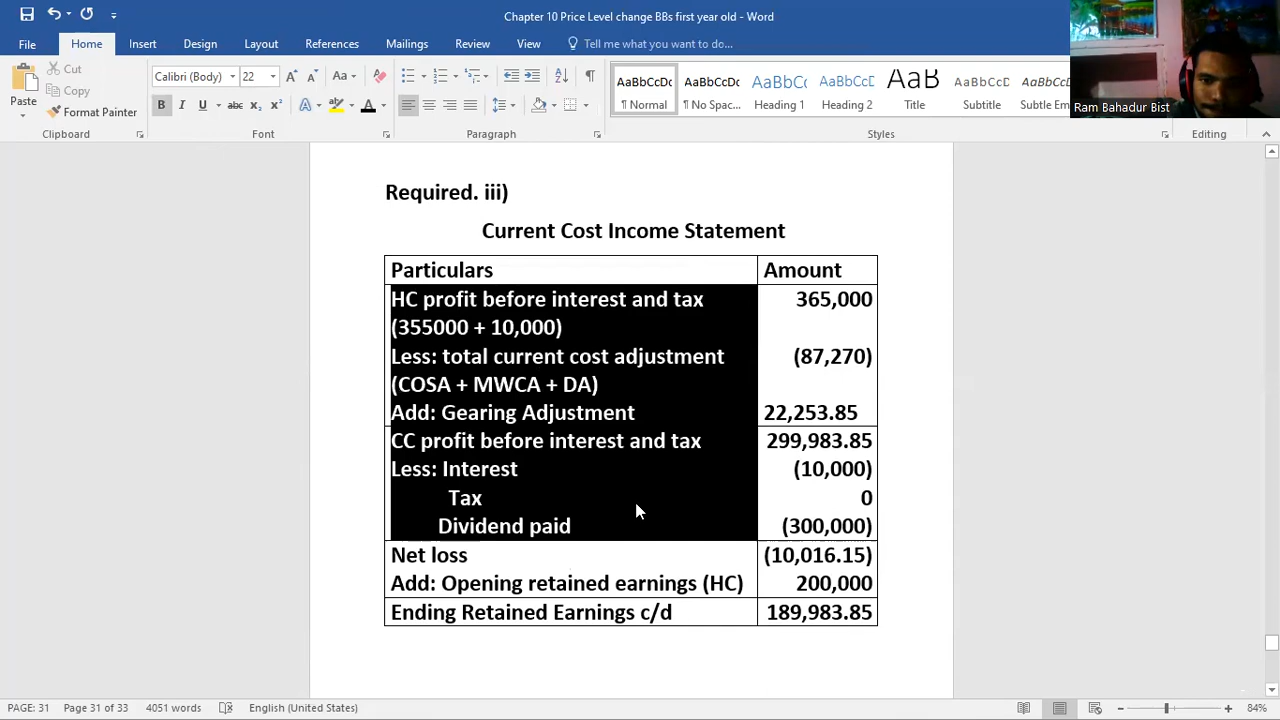 Chapter 10 Price Level change BBs first year old - Word
File Home Insert Design Layout References Mailings Review View Tell me what you want to do...
Paste
Cut
Copy
Format Painter
Calibri (Body) 22
AaBbCcDc AaBbCcDc AaBbCc AaBbCcE AaB AaBbCcD AaBbCcDc
¶ Normal ¶ No Spac... Heading 1 Heading 2 Title Subtitle Subtle Em
Clipboard Font Paragraph Styles Editing
Ram Bahadur Bist
Required. iii)
Current Cost Income Statement
Particulars Amount
HC profit before interest and tax 365,000
(355000 + 10,000)
Less: total current cost adjustment (87,270)
(COSA + MWCA + DA)
Add: Gearing Adjustment 22,253.85
CC profit before interest and tax 299,983.85
Less: Interest (10,000)
Tax 0
Dividend paid (300,000)
Net loss (10,016.15)
Add: Opening retained earnings (HC) 200,000
Ending Retained Earnings c/d 189,983.85
PAGE: 31 Page 31 of 33 4051 words English (United States) 84%